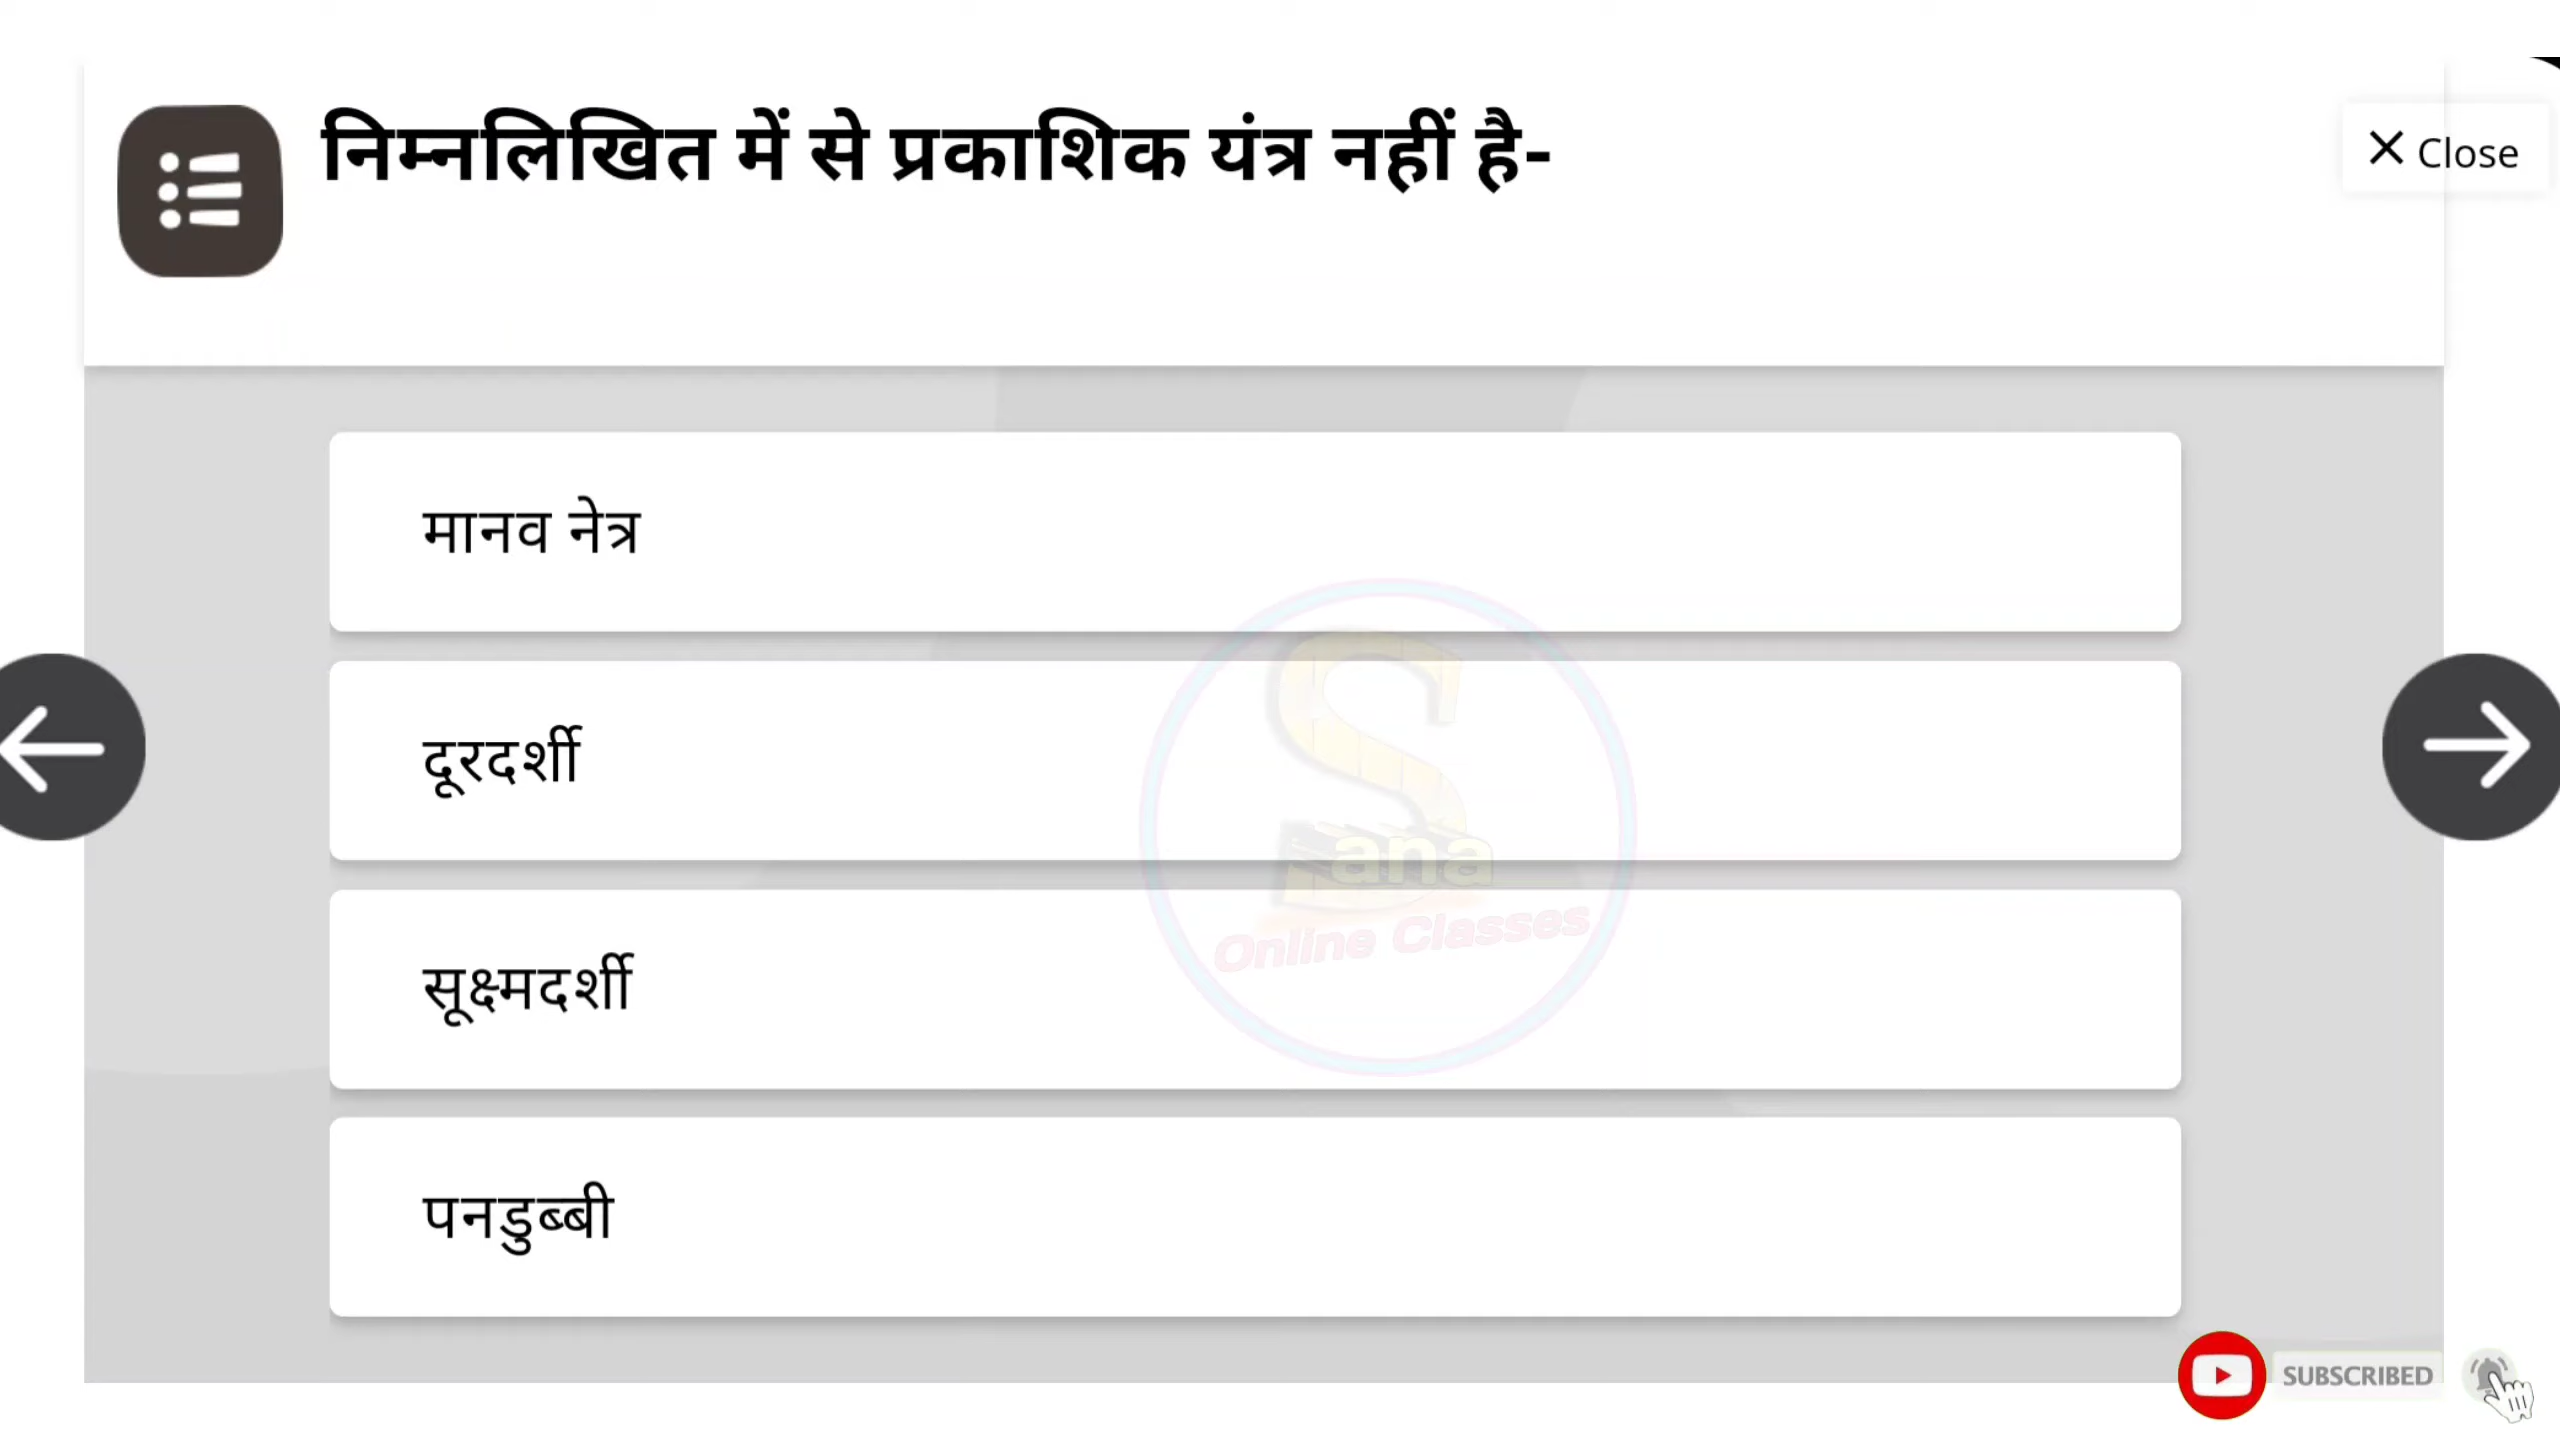 निम्नलिखित में से प्रकाशिक यंत्र नहीं है-
Close
मानव नेत्र
दूरदर्शी
सूक्ष्मदर्शी
पनडुब्बी
Sana
Online Classes
SUBSCRIBED